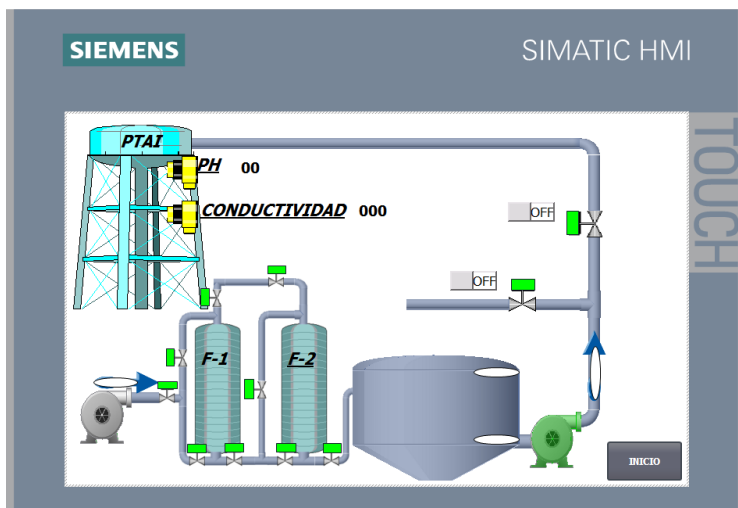 SIEMENS
SIMATIC HMI
TOUCH
PTAI
PH 00
CONDUCTIVIDAD 000
OFF
OFF
F-1
F-2
INICIO